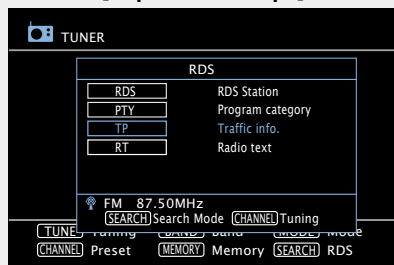 TUNER
RDS
RDS RDS Station
PTY Program category
TP Traffic info.
RT Radio text
FM 87.50MHz
SEARCH Search Mode CHANNEL Tuning
TUNE Tuning BAND Band MODE Mode
CHANNEL Preset MEMORY Memory SEARCH RDS